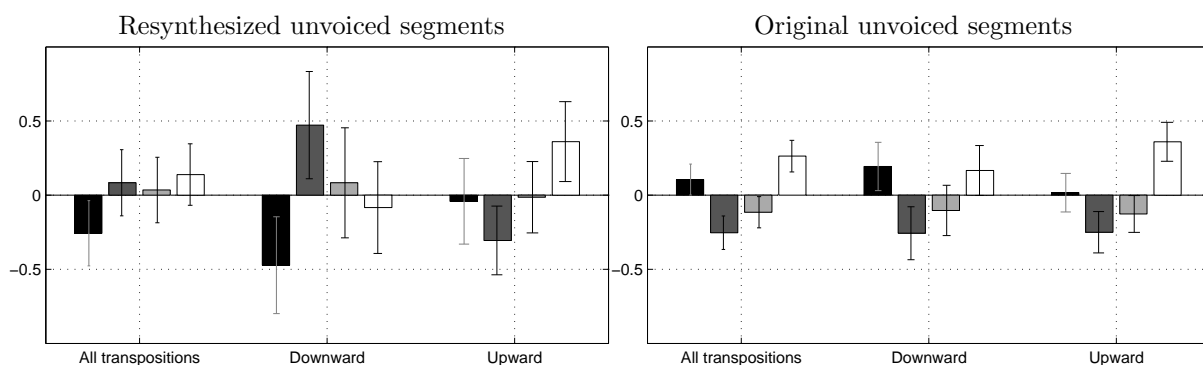 Resynthesized unvoiced segments
0.5
0
−0.5
All transpositions Downward Upward
Original unvoiced segments
0.5
0
−0.5
All transpositions Downward Upward